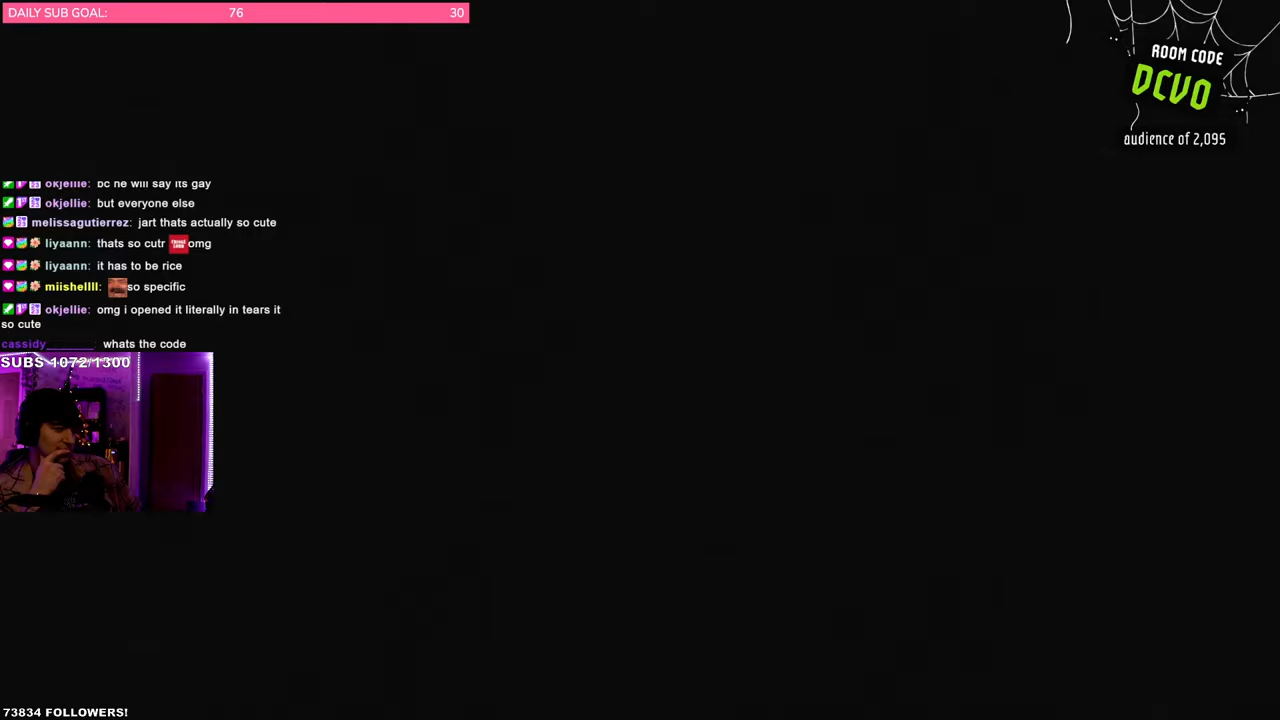 DAILY SUB GOAL: 76 30
ROOM CODE
DCVO
audience of 2,095
okjellie: bc he will say its gay
okjellie: but everyone else
melissagutierrez: jart thats actually so cute
liyaann: thats so cutr omg
liyaann: it has to be rice
miishellll: so specific
okjellie: omg i opened it literally in tears it
so cute
cassidy_______: whats the code
SUBS 1072/1300
73834 FOLLOWERS!